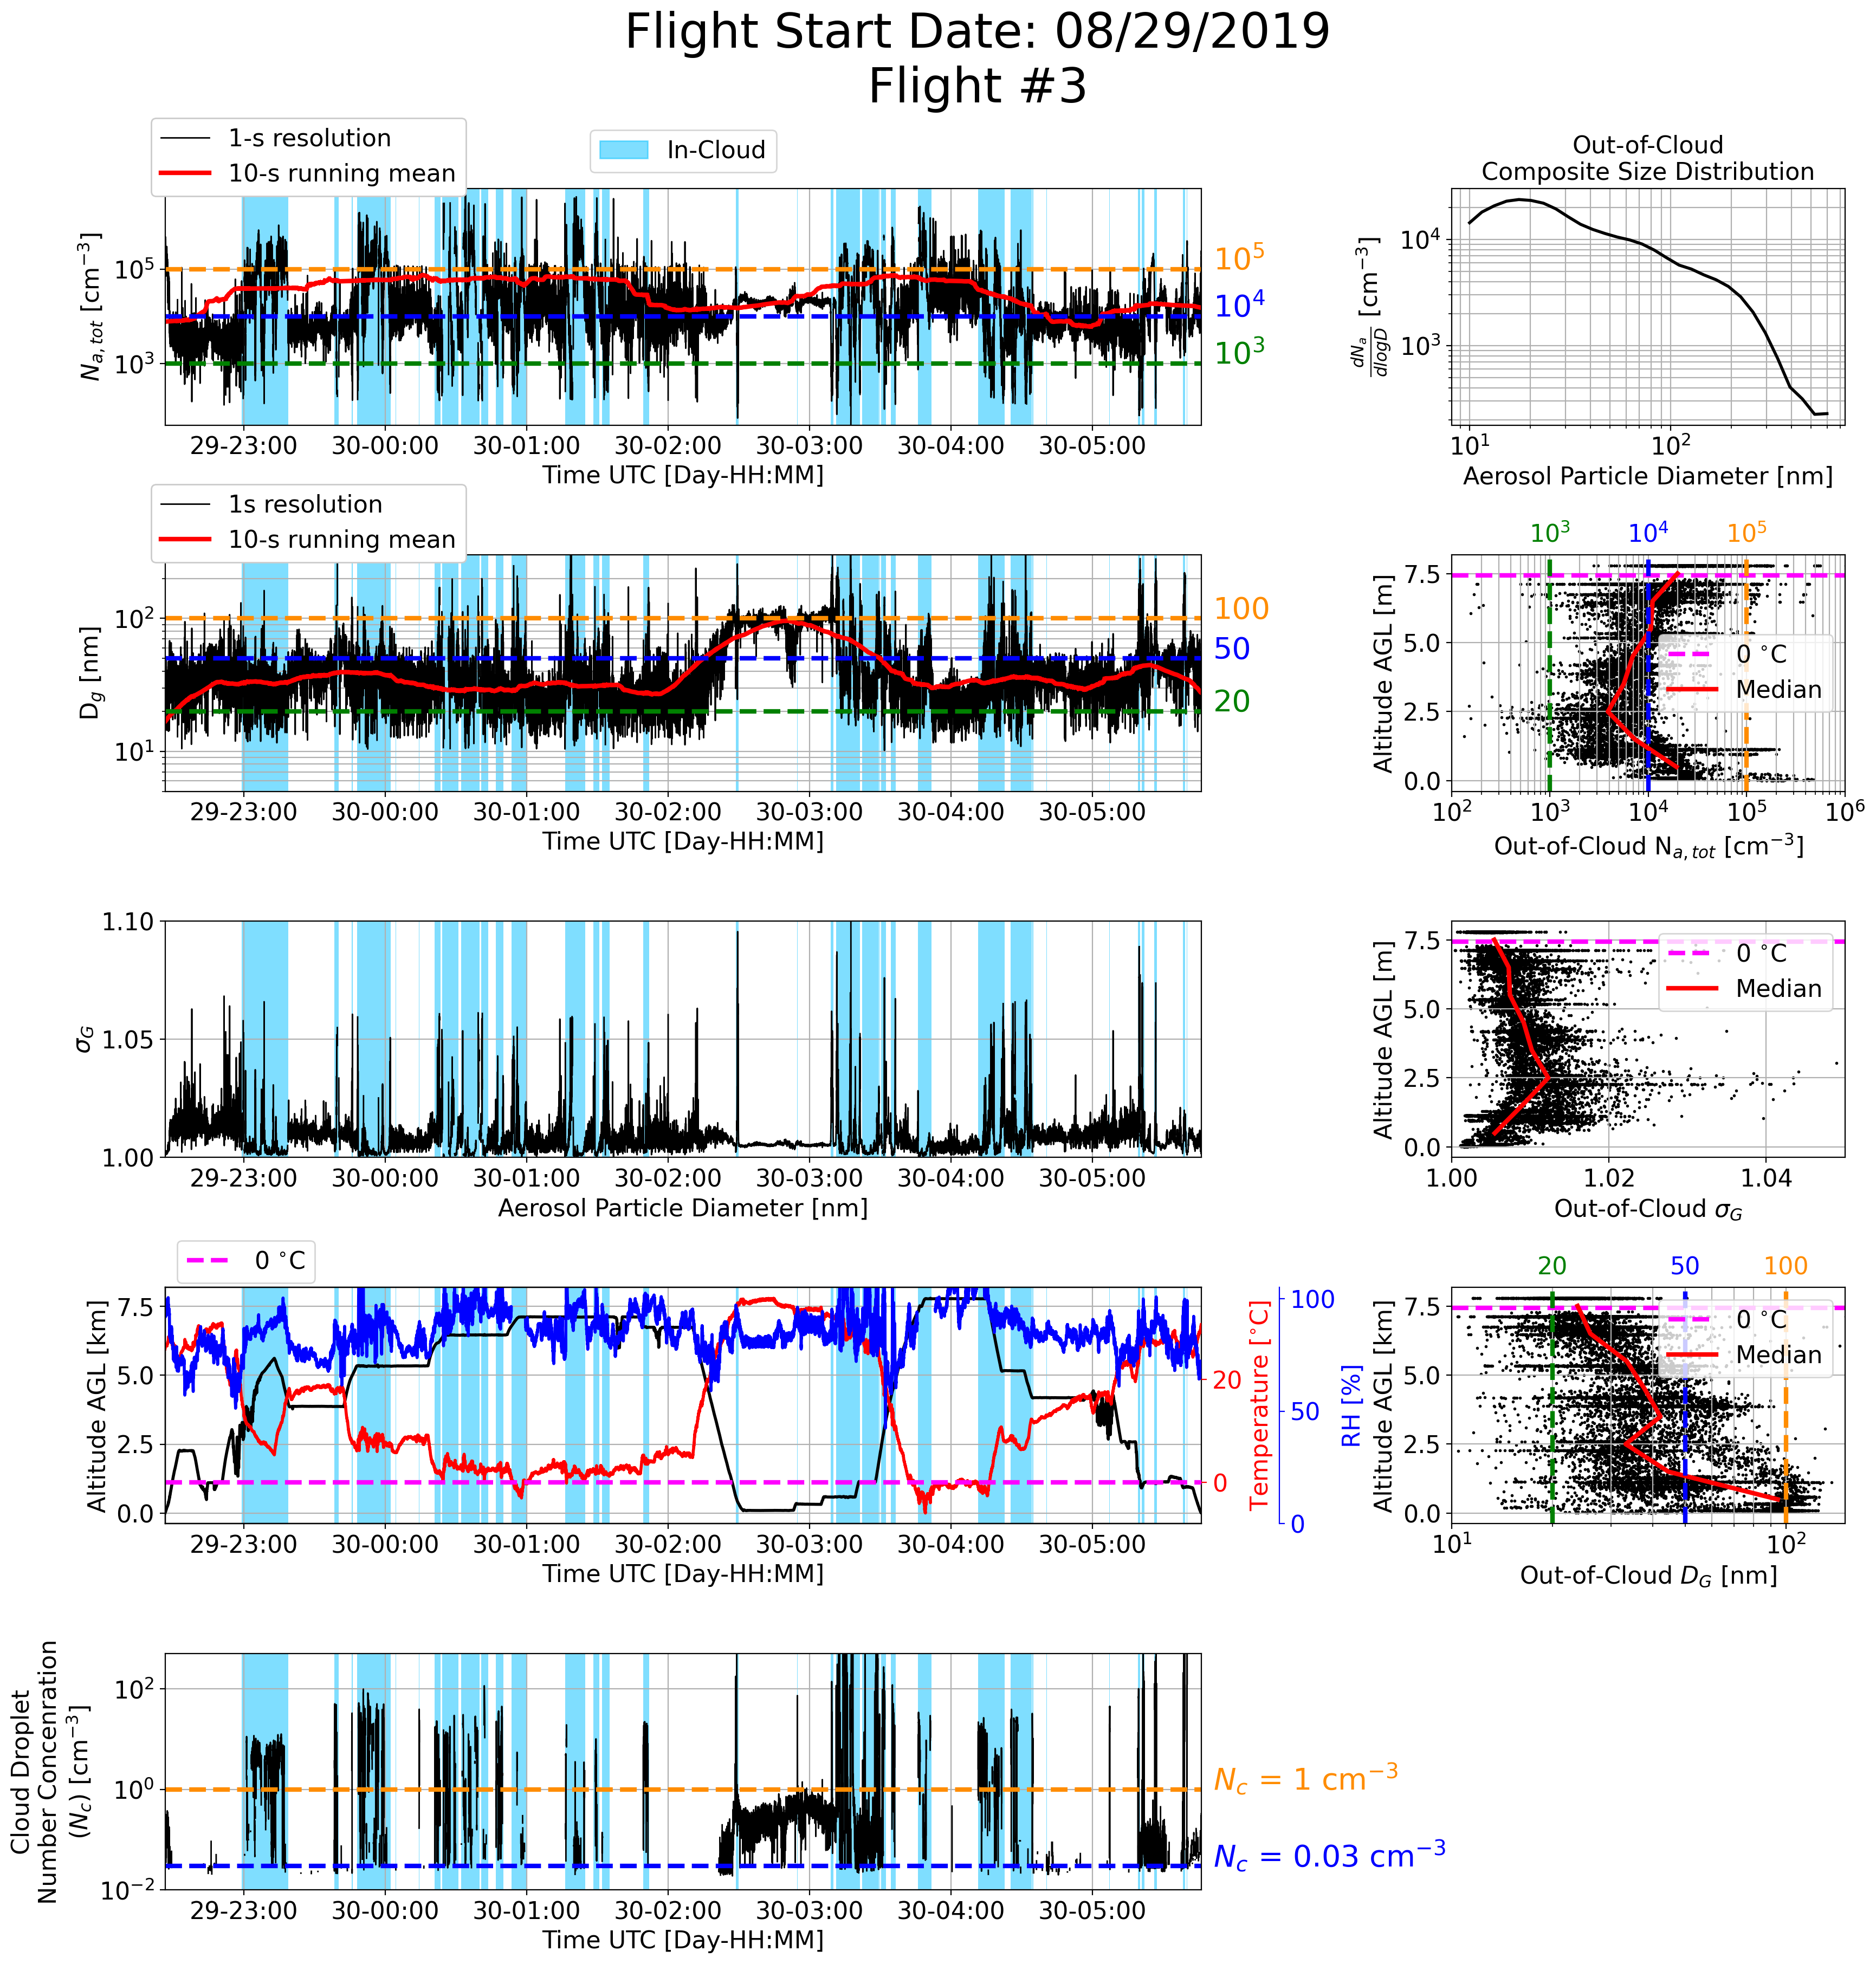 Flight Start Date: 08/29/2019
Flight #3
1-s resolution
10-s running mean
In-Cloud
$N_{a,tot}$ [cm$^{-3}$]
10$^5$
10$^3$
10$^5$
10$^4$
10$^3$
29-23:00 30-00:00 30-01:00 30-02:00 30-03:00 30-04:00 30-05:00
Time UTC [Day-HH:MM]
Out-of-Cloud
Composite Size Distribution
$\frac{dN_a}{dlogD}$ [cm$^{-3}$]
10$^4$
10$^3$
10$^1$ 10$^2$
Aerosol Particle Diameter [nm]
1s resolution
10-s running mean
D$_g$ [nm]
10$^2$
10$^1$
100
50
20
29-23:00 30-00:00 30-01:00 30-02:00 30-03:00 30-04:00 30-05:00
Time UTC [Day-HH:MM]
10$^3$ 10$^4$ 10$^5$
Altitude AGL [m]
7.5
5.0
2.5
0.0
0 °C
Median
10$^2$ 10$^3$ 10$^4$ 10$^5$ 10$^6$
Out-of-Cloud N$_{a,tot}$ [cm$^{-3}$]
$\sigma_G$
1.10
1.05
1.00
29-23:00 30-00:00 30-01:00 30-02:00 30-03:00 30-04:00 30-05:00
Aerosol Particle Diameter [nm]
Altitude AGL [m]
7.5
5.0
2.5
0.0
0 °C
Median
1.00 1.02 1.04
Out-of-Cloud $\sigma_G$
0 °C
Altitude AGL [km]
7.5
5.0
2.5
0.0
20
0
Temperature [°C]
100
50
0
RH [%]
29-23:00 30-00:00 30-01:00 30-02:00 30-03:00 30-04:00 30-05:00
Time UTC [Day-HH:MM]
20 50 100
Altitude AGL [km]
7.5
5.0
2.5
0.0
0 °C
Median
10$^1$ 10$^2$
Out-of-Cloud $D_G$ [nm]
Cloud Droplet
Number Concenration
($N_c$) [cm$^{-3}$]
10$^2$
10$^0$
10$^{-2}$
$N_c$ = 1 cm$^{-3}$
$N_c$ = 0.03 cm$^{-3}$
29-23:00 30-00:00 30-01:00 30-02:00 30-03:00 30-04:00 30-05:00
Time UTC [Day-HH:MM]